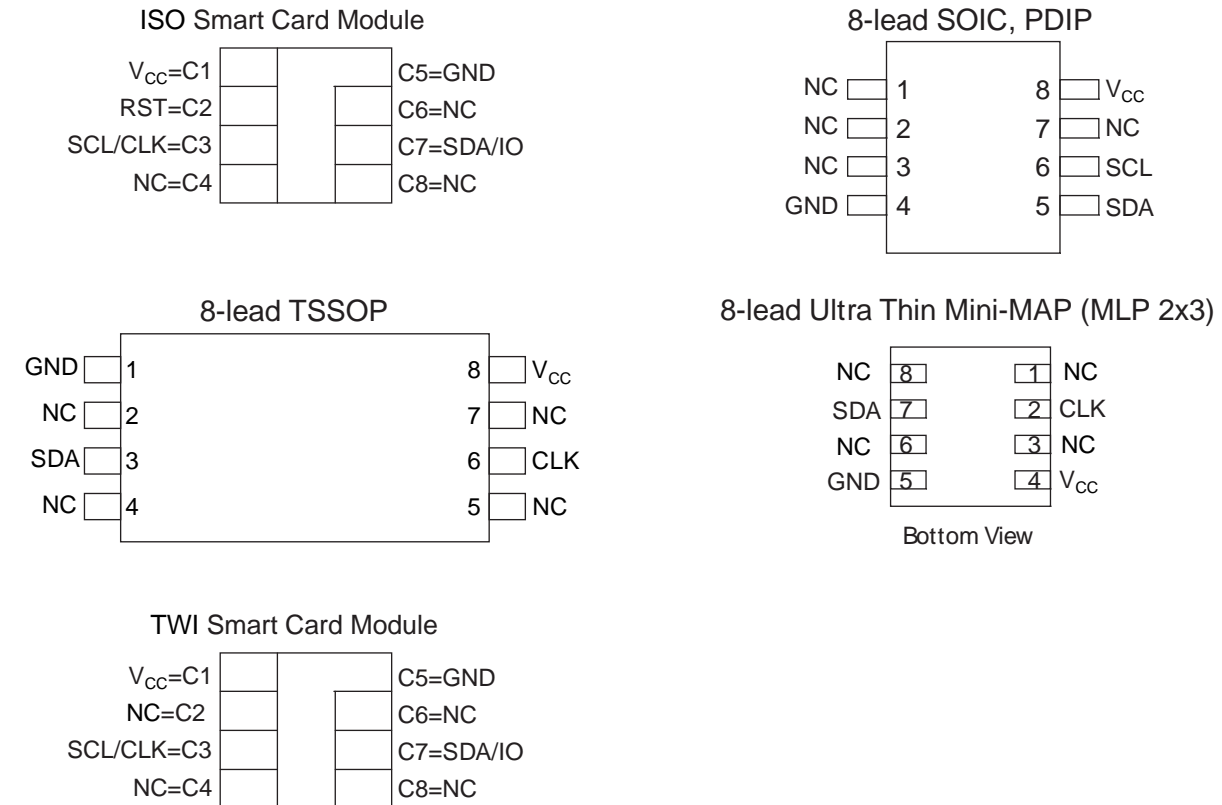 ISO Smart Card Module
VCC=C1
C5=GND
RST=C2
C6=NC
SCL/CLK=C3
C7=SDA/IO
NC=C4
C8=NC
8-lead SOIC, PDIP
NC 1 8 VCC
NC 2 7 NC
NC 3 6 SCL
GND 4 5 SDA
8-lead TSSOP
GND 1 8 VCC
NC 2 7 NC
SDA 3 6 CLK
NC 4 5 NC
8-lead Ultra Thin Mini-MAP (MLP 2x3)
NC 8 1 NC
SDA 7 2 CLK
NC 6 3 NC
GND 5 4 VCC
Bottom View
TWI Smart Card Module
VCC=C1
C5=GND
NC=C2
C6=NC
SCL/CLK=C3
C7=SDA/IO
NC=C4
C8=NC